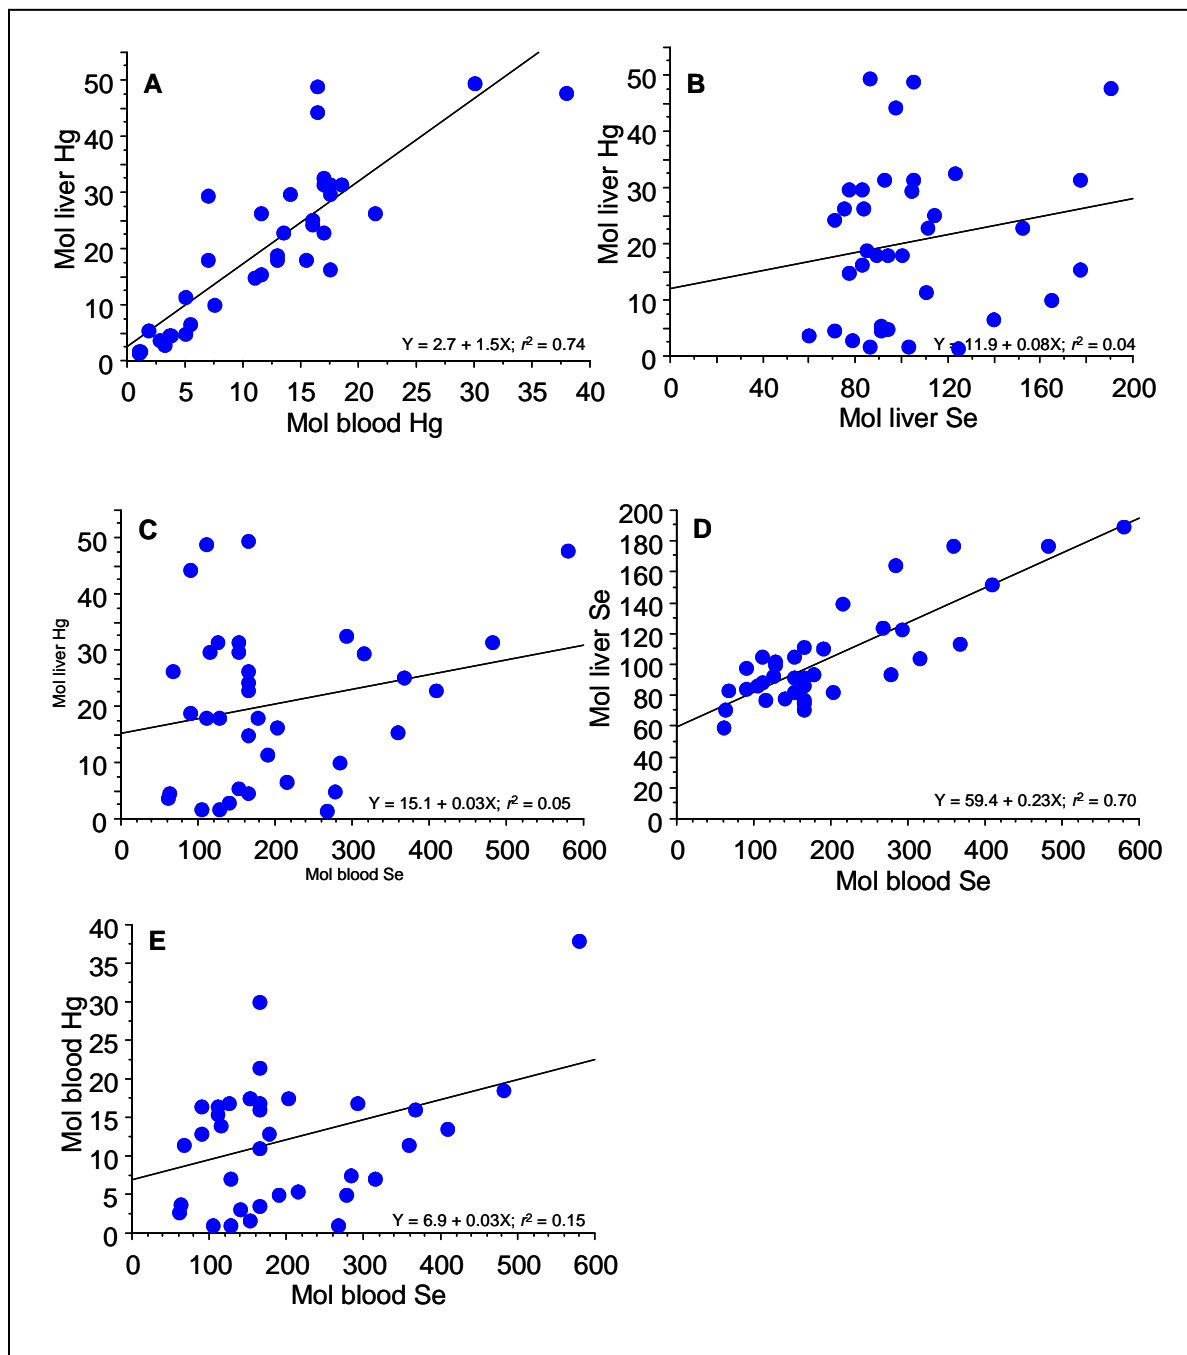 A
Mol liver Hg
50
40
30
20
10
0
Y = 2.7 + 1.5X; r² = 0.74
0 5 10 15 20 25 30 35 40
Mol blood Hg
B
Mol liver Hg
50
40
30
20
10
0
Y = 11.9 + 0.08X; r² = 0.04
0 40 80 120 160 200
Mol liver Se
C
Mol liver Hg
50
40
30
20
10
0
Y = 15.1 + 0.03X; r² = 0.05
0 100 200 300 400 500 600
Mol blood Se
D
Mol liver Se
200
180
160
140
120
100
80
60
40
20
0
Y = 59.4 + 0.23X; r² = 0.70
0 100 200 300 400 500 600
Mol blood Se
E
Mol blood Hg
40
35
30
25
20
15
10
5
0
Y = 6.9 + 0.03X; r² = 0.15
0 100 200 300 400 500 600
Mol blood Se